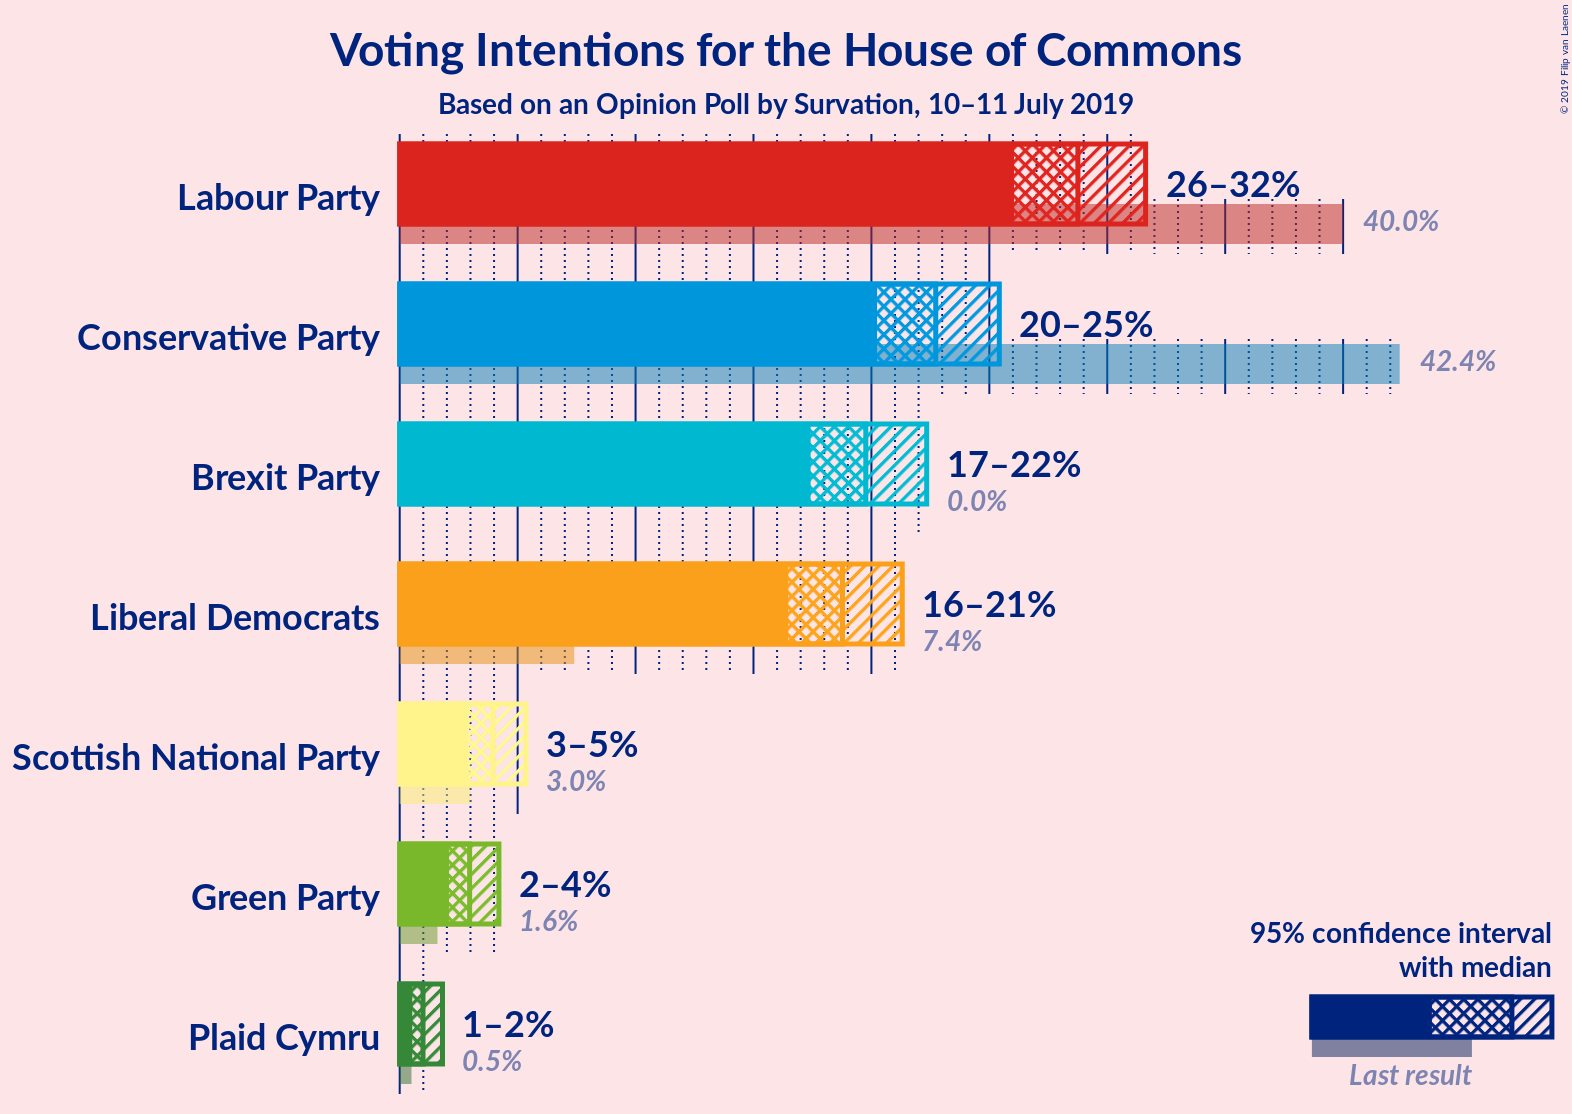 Voting Intentions for the House of Commons
Based on an Opinion Poll by Survation, 10–11 July 2019
© 2019 Filip van Laenen
Labour Party
26–32%
40.0%
Conservative Party
20–25%
42.4%
Brexit Party
17–22%
0.0%
Liberal Democrats
16–21%
7.4%
Scottish National Party
3–5%
3.0%
Green Party
2–4%
1.6%
Plaid Cymru
1–2%
0.5%
95% confidence interval
with median
Last result